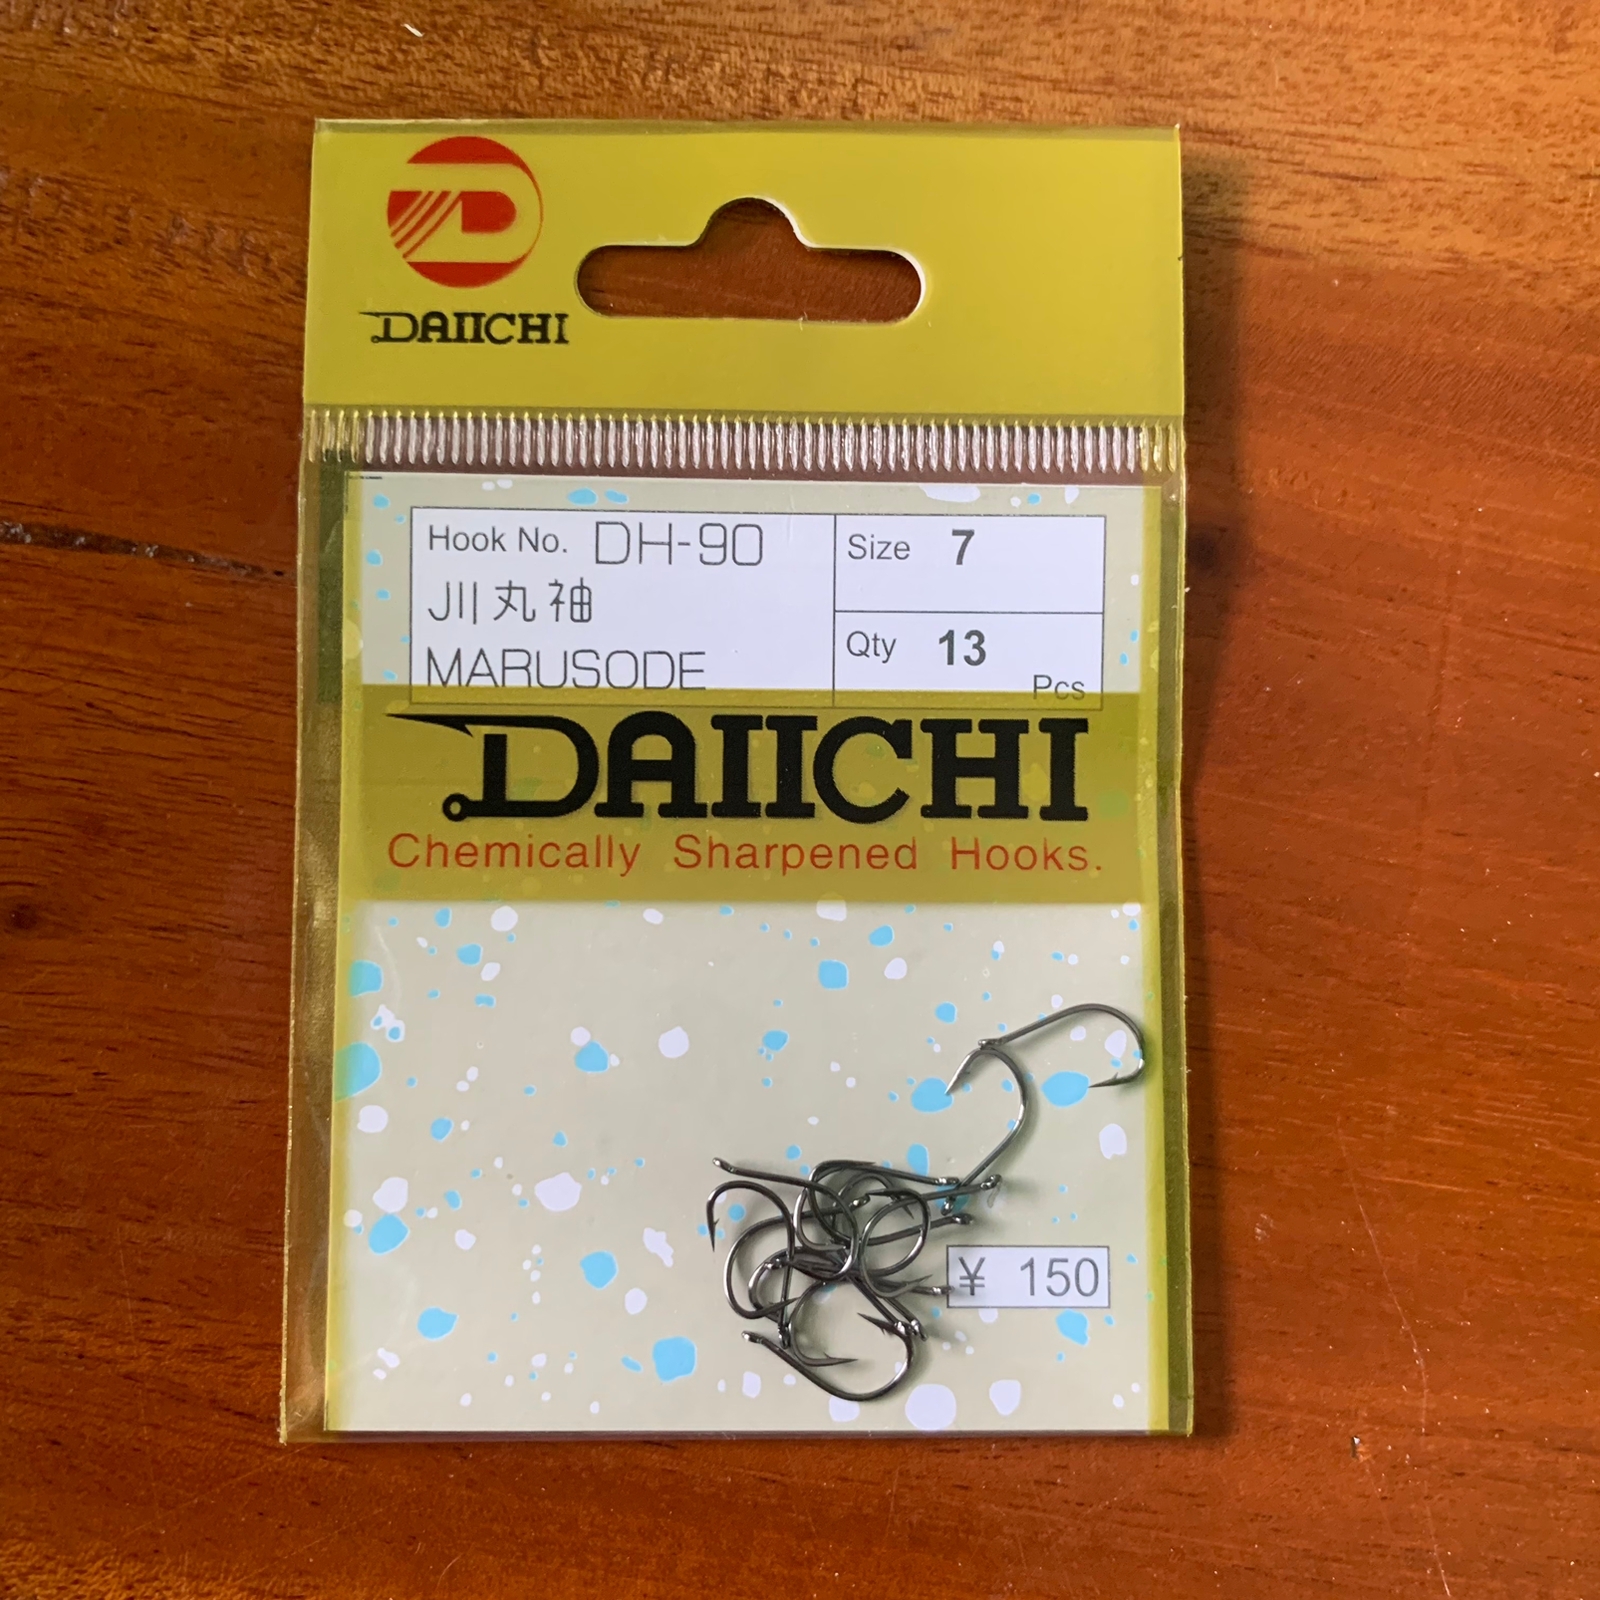 DAIICHI
Hook No. DH-90
川丸袖
MARUSODE
Size 7
Qty 13
Pcs
DAIICHI
Chemically Sharpened Hooks.
¥ 150